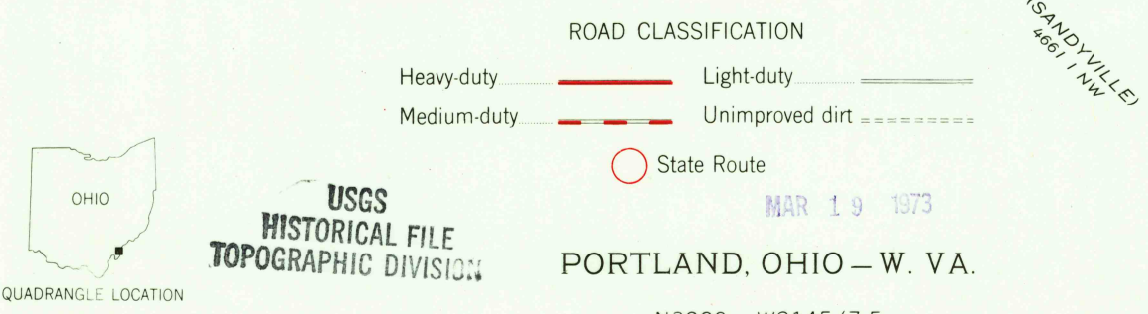 ROAD CLASSIFICATION
Heavy-duty
Light-duty
Medium-duty
Unimproved dirt
State Route
(SANDYVILLE)
4661 I NW
OHIO
QUADRANGLE LOCATION
USGS
HISTORICAL FILE
TOPOGRAPHIC DIVISION
MAR 19 1973
PORTLAND, OHIO — W. VA.